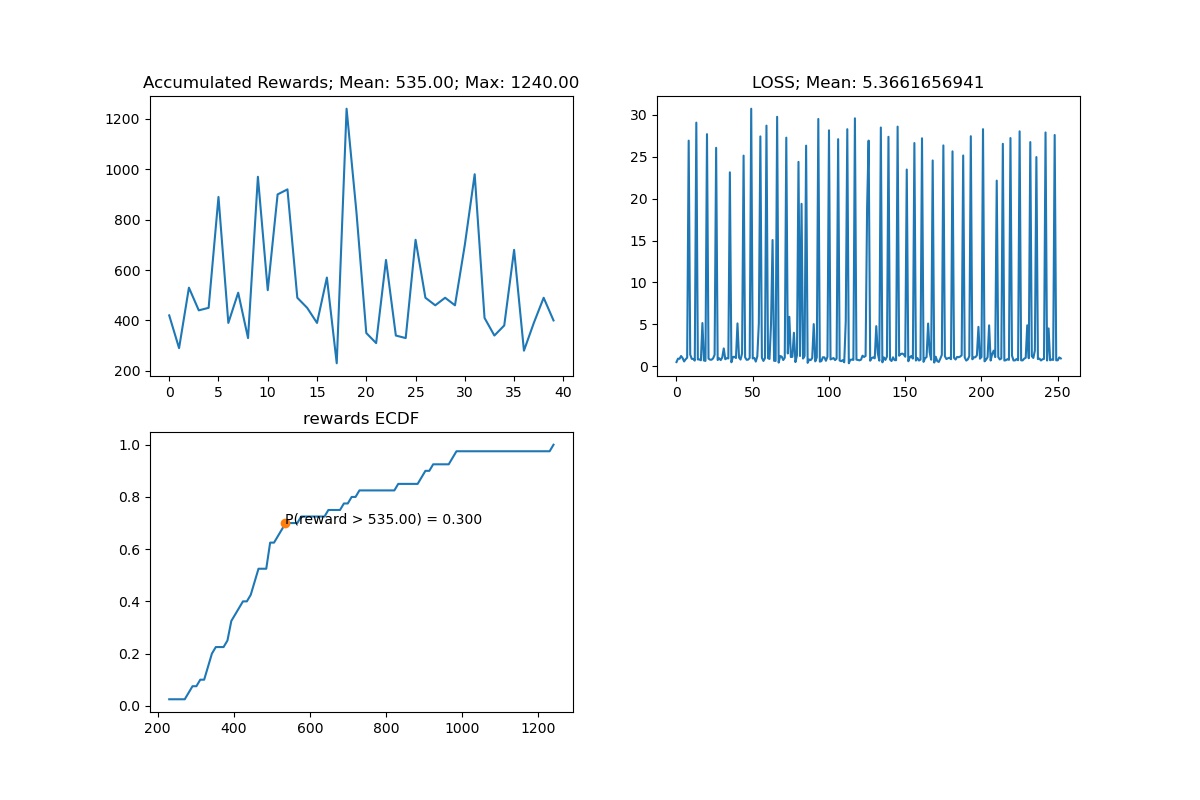 Accumulated Rewards; Mean: 535.00; Max: 1240.00
1200
1000
800
600
400
200
0 5 10 15 20 25 30 35 40
LOSS; Mean: 5.3661656941
30
25
20
15
10
5
0
0 50 100 150 200 250
rewards ECDF
1.0
0.8
P(reward > 535.00) = 0.300
0.6
0.4
0.2
0.0
200 400 600 800 1000 1200